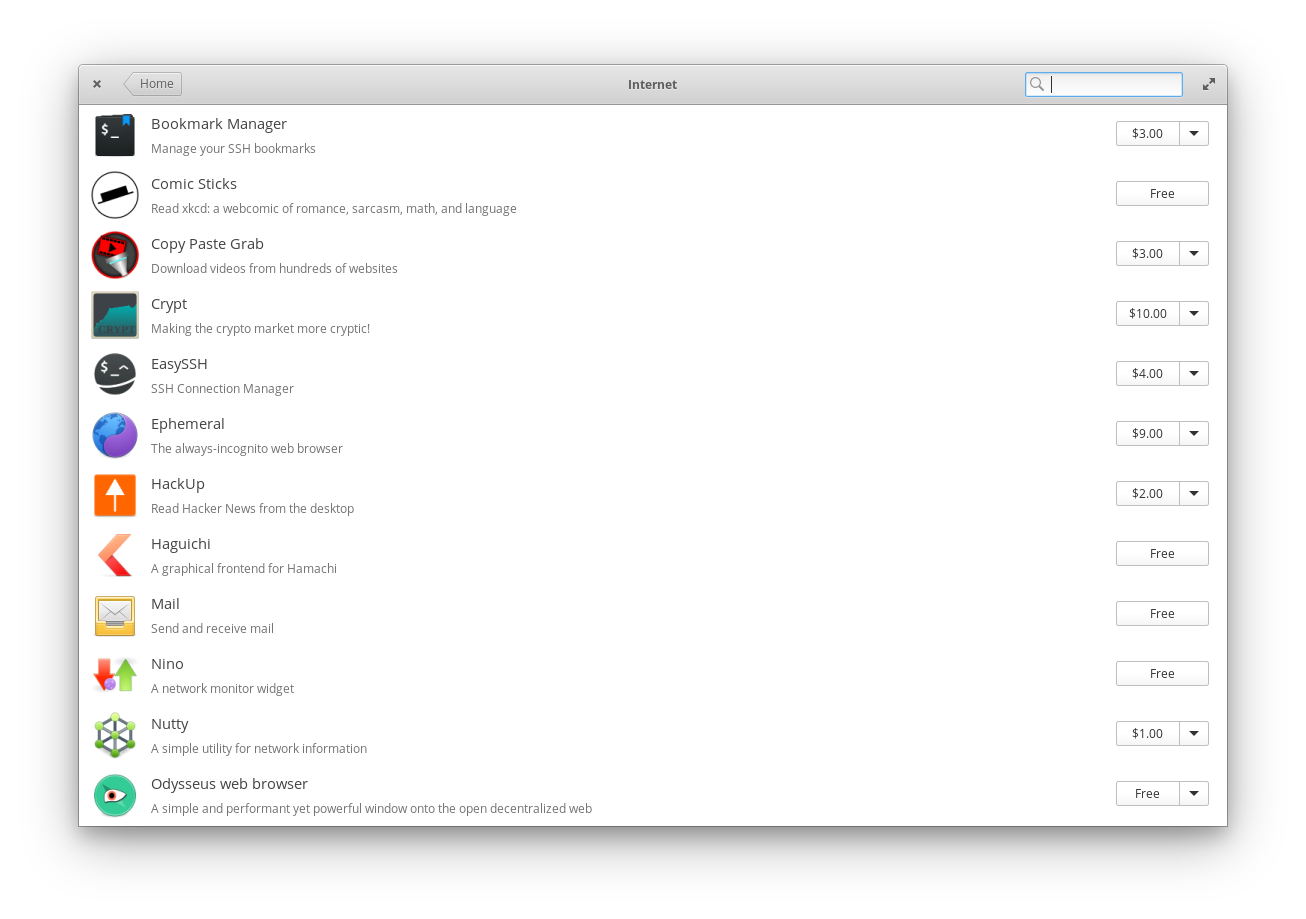 Home
Internet
Bookmark Manager
Manage your SSH bookmarks
$3.00
Comic Sticks
Read xkcd: a webcomic of romance, sarcasm, math, and language
Free
Copy Paste Grab
Download videos from hundreds of websites
$3.00
CRYPT
Crypt
Making the crypto market more cryptic!
$10.00
EasySSH
SSH Connection Manager
$4.00
Ephemeral
The always-incognito web browser
$9.00
HackUp
Read Hacker News from the desktop
$2.00
Haguichi
A graphical frontend for Hamachi
Free
Mail
Send and receive mail
Free
Nino
A network monitor widget
Free
Nutty
A simple utility for network information
$1.00
Odysseus web browser
A simple and performant yet powerful window onto the open decentralized web
Free